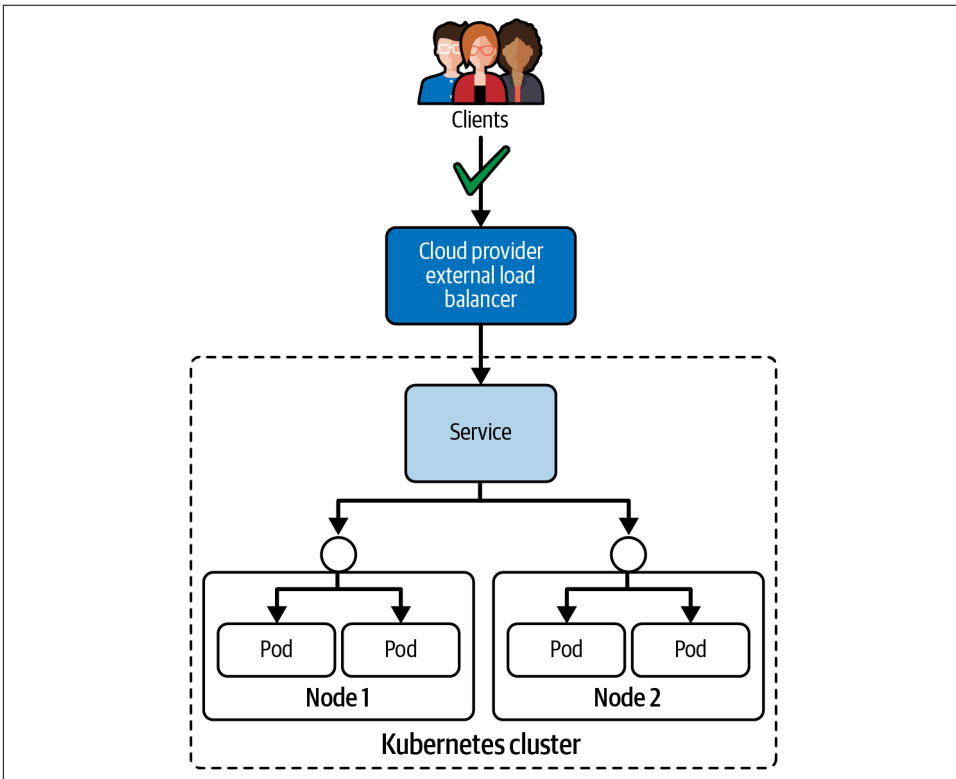 Clients
Cloud provider
external load
balancer
Service
Pod
Pod
Node 1
Pod
Pod
Node 2
Kubernetes cluster